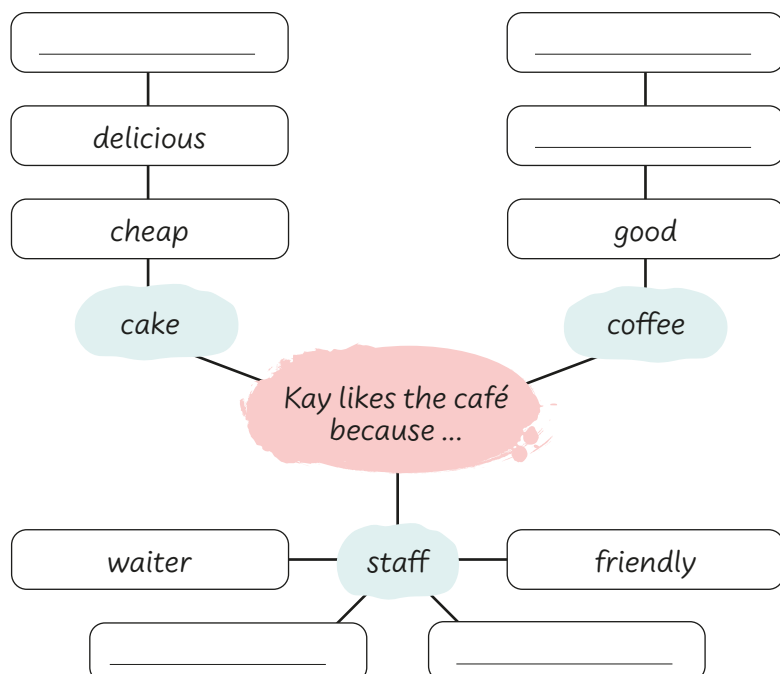 delicious
cheap
good
cake
coffee
Kay likes the café
because ...
waiter
staff
friendly